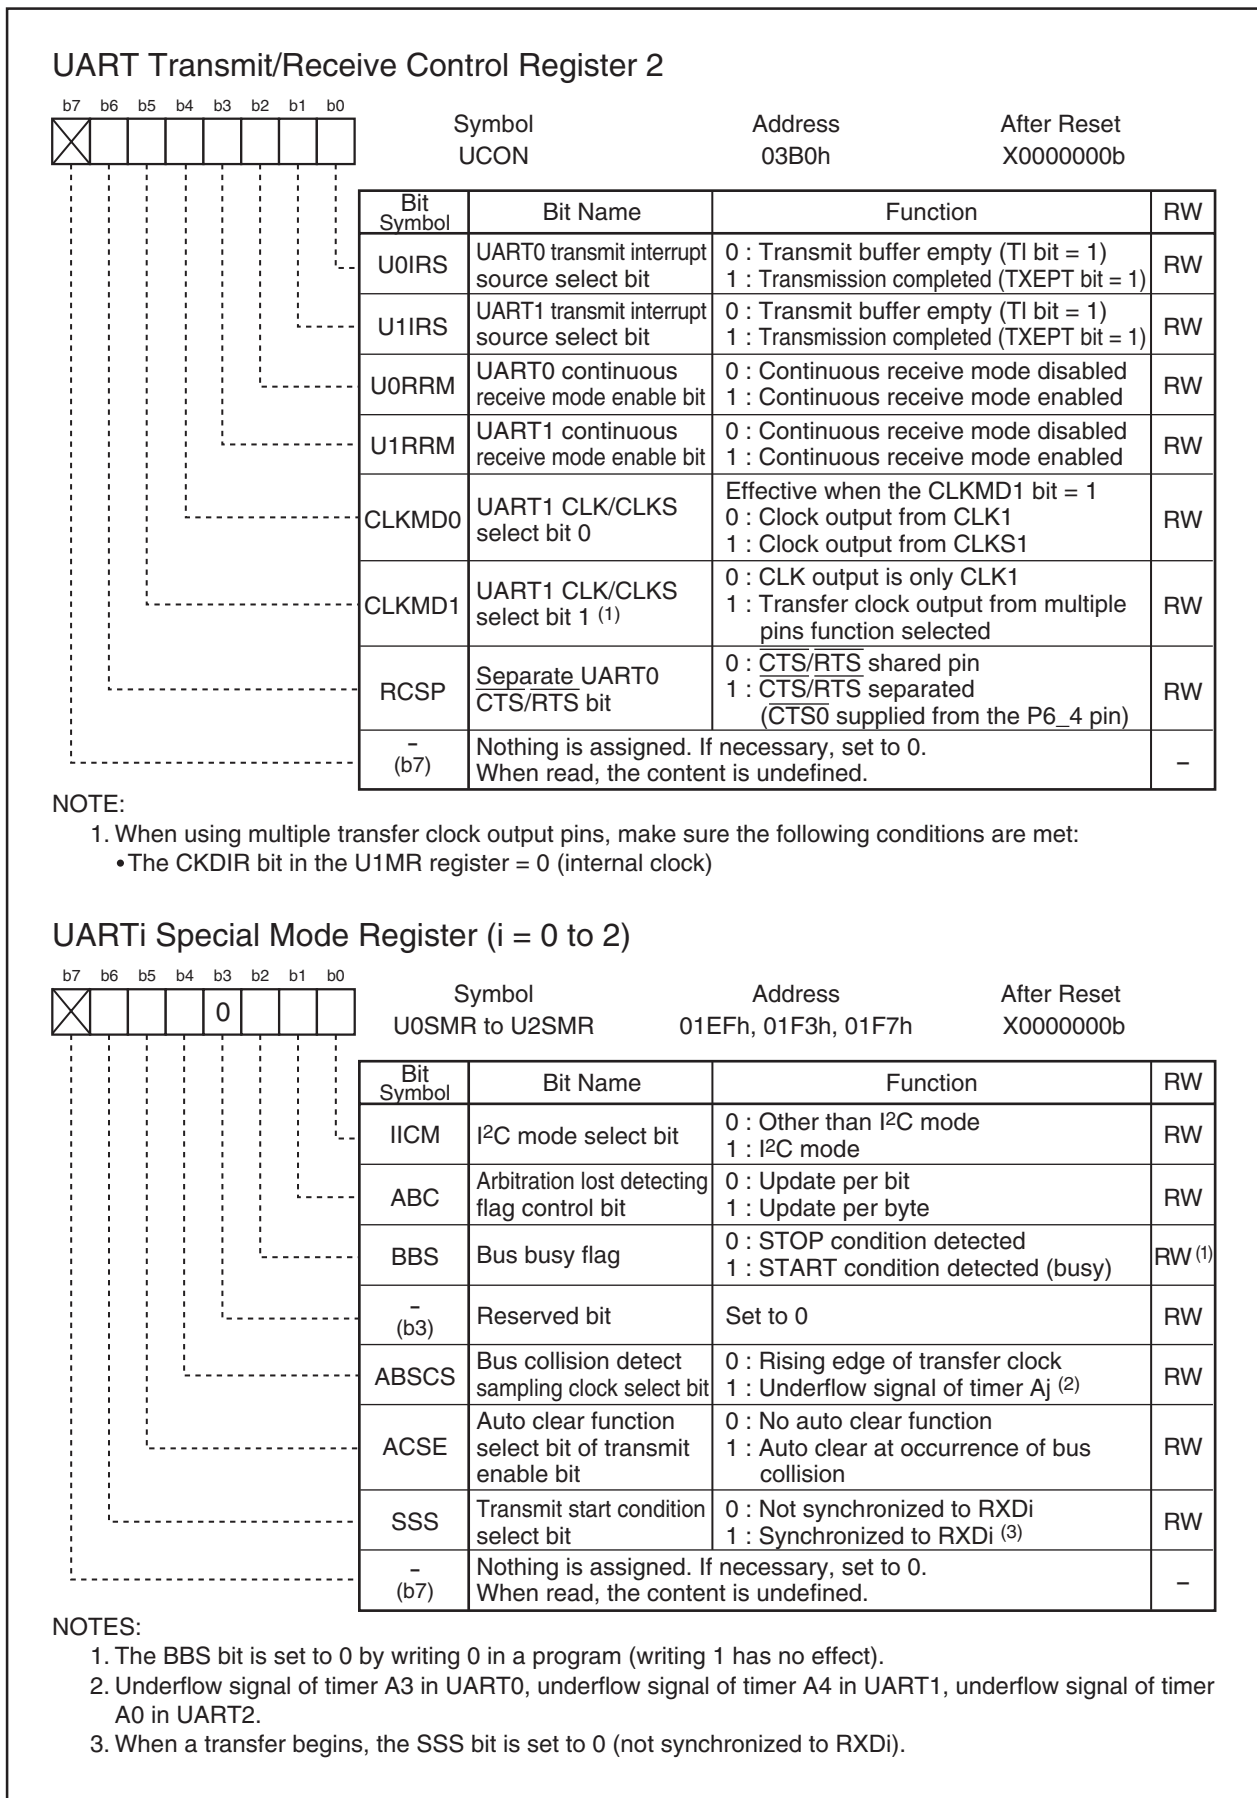 UART Transmit/Receive Control Register 2
b7 b6 b5 b4 b3 b2 b1 b0
Symbol Address After Reset
UCON 03B0h X0000000b
Bit Symbol Bit Name Function RW
U0IRS UART0 transmit interrupt source select bit 0 : Transmit buffer empty (TI bit = 1) RW
1 : Transmission completed (TXEPT bit = 1)
U1IRS UART1 transmit interrupt source select bit 0 : Transmit buffer empty (TI bit = 1) RW
1 : Transmission completed (TXEPT bit = 1)
U0RRM UART0 continuous receive mode enable bit 0 : Continuous receive mode disabled RW
1 : Continuous receive mode enabled
U1RRM UART1 continuous receive mode enable bit 0 : Continuous receive mode disabled RW
1 : Continuous receive mode enabled
CLKMD0 UART1 CLK/CLKS select bit 0 Effective when the CLKMD1 bit = 1 RW
0 : Clock output from CLK1
1 : Clock output from CLKS1
CLKMD1 UART1 CLK/CLKS select bit 1 (1) 0 : CLK output is only CLK1 RW
1 : Transfer clock output from multiple
pins function selected
RCSP Separate UART0 CTS/RTS bit 0 : CTS/RTS shared pin RW
1 : CTS/RTS separated
(CTS0 supplied from the P6_4 pin)
– (b7) Nothing is assigned. If necessary, set to 0. –
When read, the content is undefined.
NOTE:
1. When using multiple transfer clock output pins, make sure the following conditions are met:
•The CKDIR bit in the U1MR register = 0 (internal clock)
UARTi Special Mode Register (i = 0 to 2)
b7 b6 b5 b4 b3 b2 b1 b0
0
Symbol Address After Reset
U0SMR to U2SMR 01EFh, 01F3h, 01F7h X0000000b
Bit Symbol Bit Name Function RW
IICM I2C mode select bit 0 : Other than I2C mode RW
1 : I2C mode
ABC Arbitration lost detecting flag control bit 0 : Update per bit RW
1 : Update per byte
BBS Bus busy flag 0 : STOP condition detected RW (1)
1 : START condition detected (busy)
– (b3) Reserved bit Set to 0 RW
ABSCS Bus collision detect sampling clock select bit 0 : Rising edge of transfer clock RW
1 : Underflow signal of timer Aj (2)
ACSE Auto clear function select bit of transmit enable bit 0 : No auto clear function RW
1 : Auto clear at occurrence of bus
collision
SSS Transmit start condition select bit 0 : Not synchronized to RXDi RW
1 : Synchronized to RXDi (3)
– (b7) Nothing is assigned. If necessary, set to 0. –
When read, the content is undefined.
NOTES:
1. The BBS bit is set to 0 by writing 0 in a program (writing 1 has no effect).
2. Underflow signal of timer A3 in UART0, underflow signal of timer A4 in UART1, underflow signal of timer
A0 in UART2.
3. When a transfer begins, the SSS bit is set to 0 (not synchronized to RXDi).